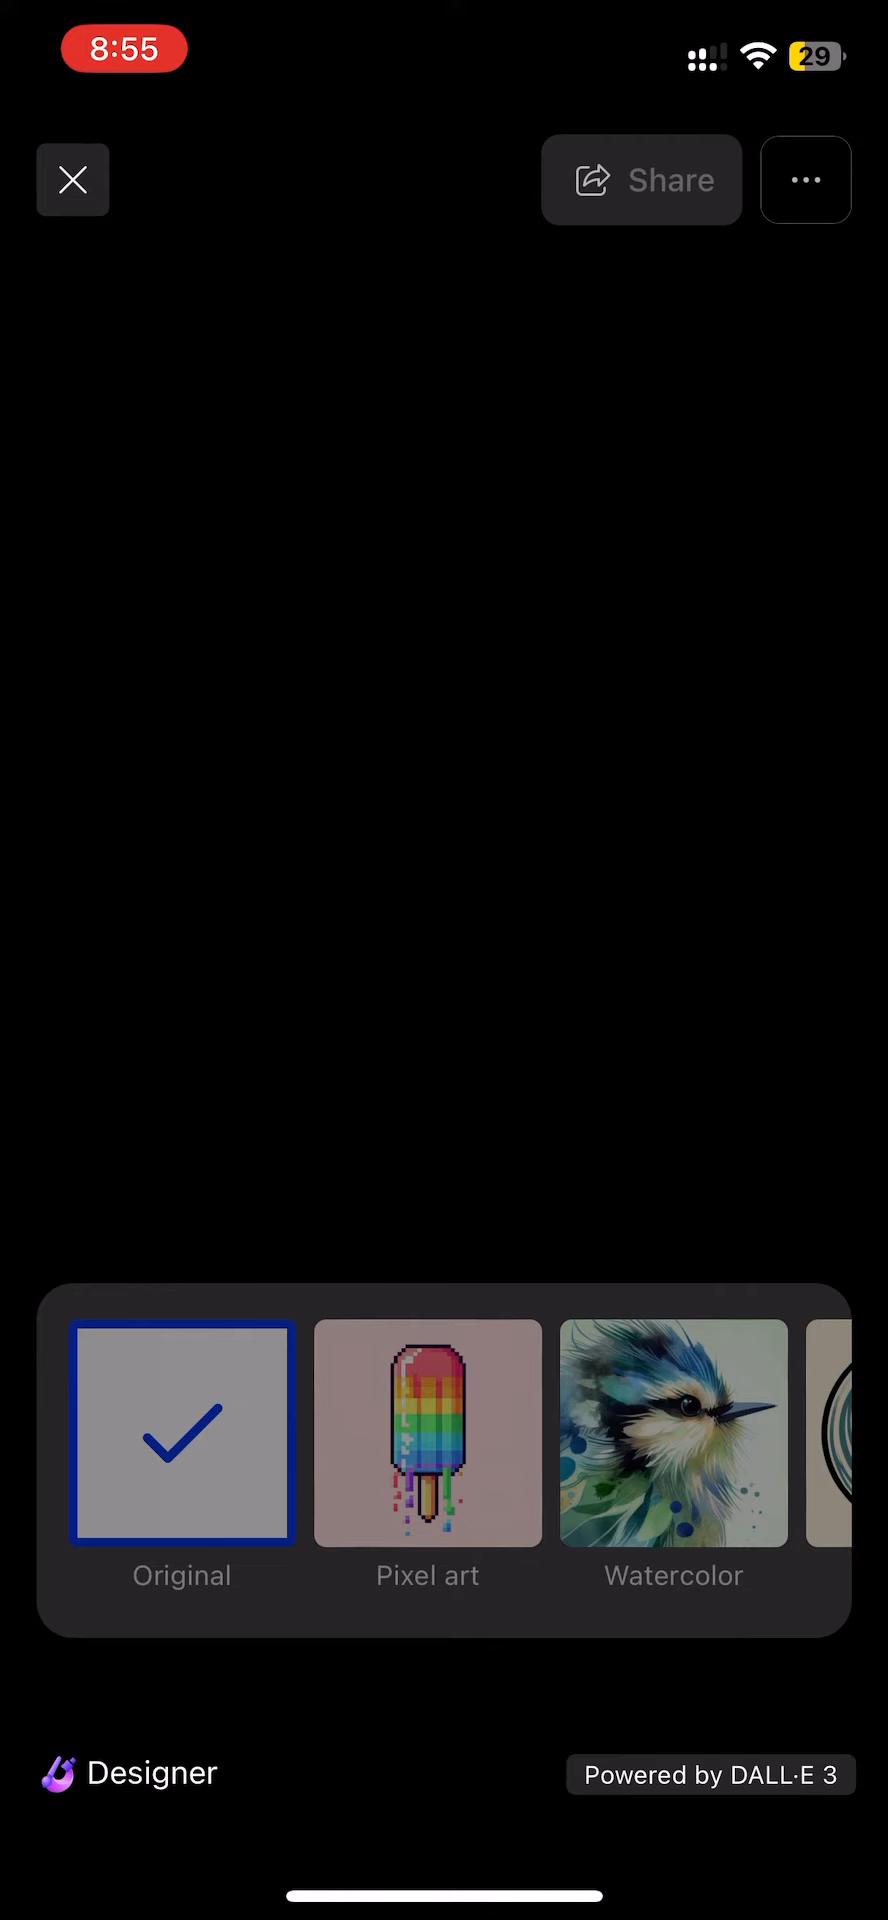 8:55
29
Share
Original
Pixel art
Watercolor
Designer
Powered by DALL·E 3